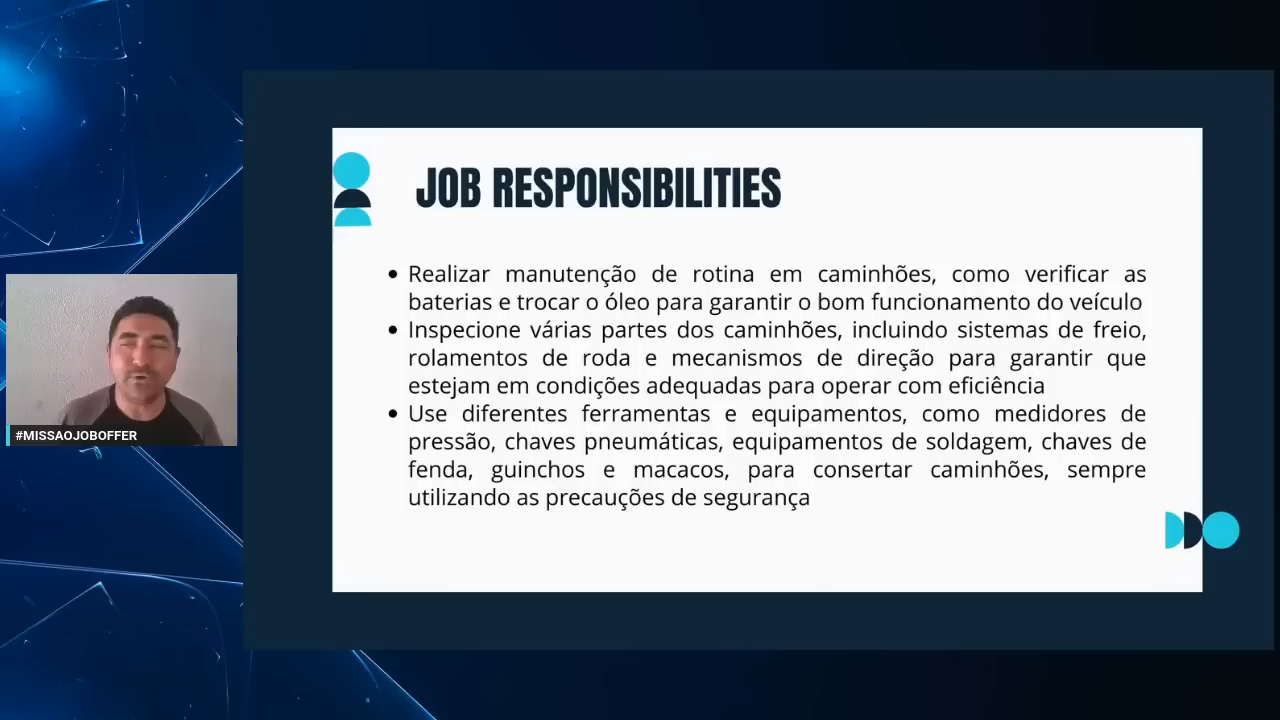 JOB RESPONSIBILITIES
Realizar manutenção de rotina em caminhões, como verificar as
baterias e trocar o óleo para garantir o bom funcionamento do veículo
Inspecione várias partes dos caminhões, incluindo sistemas de freio,
rolamentos de roda e mecanismos de direção para garantir que
estejam em condições adequadas para operar com eficiência
Use diferentes ferramentas e equipamentos, como medidores de
pressão, chaves pneumáticas, equipamentos de soldagem, chaves de
fenda, guinchos e macacos, para consertar caminhões, sempre
utilizando as precauções de segurança
#MISSAOJOBOFFER